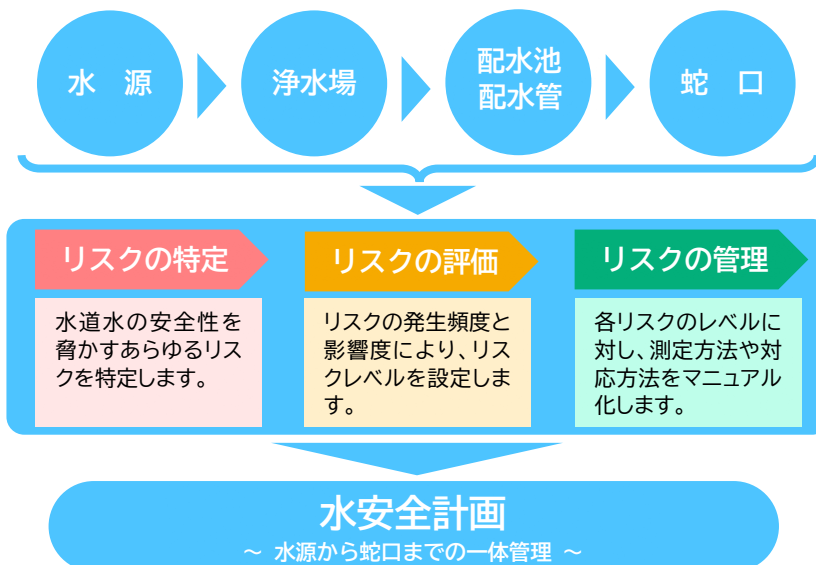 水　源
浄水場
配水池
配水管
蛇　口
リスクの特定
水道水の安全性を
脅かすあらゆるリス
クを特定します。
リスクの評価
リスクの発生頻度と
影響度により、リス
クレベルを設定しま
す。
リスクの管理
各リスクのレベルに
対し、測定方法や対
応方法をマニュアル
化します。
水安全計画
～ 水源から蛇口までの一体管理 ～